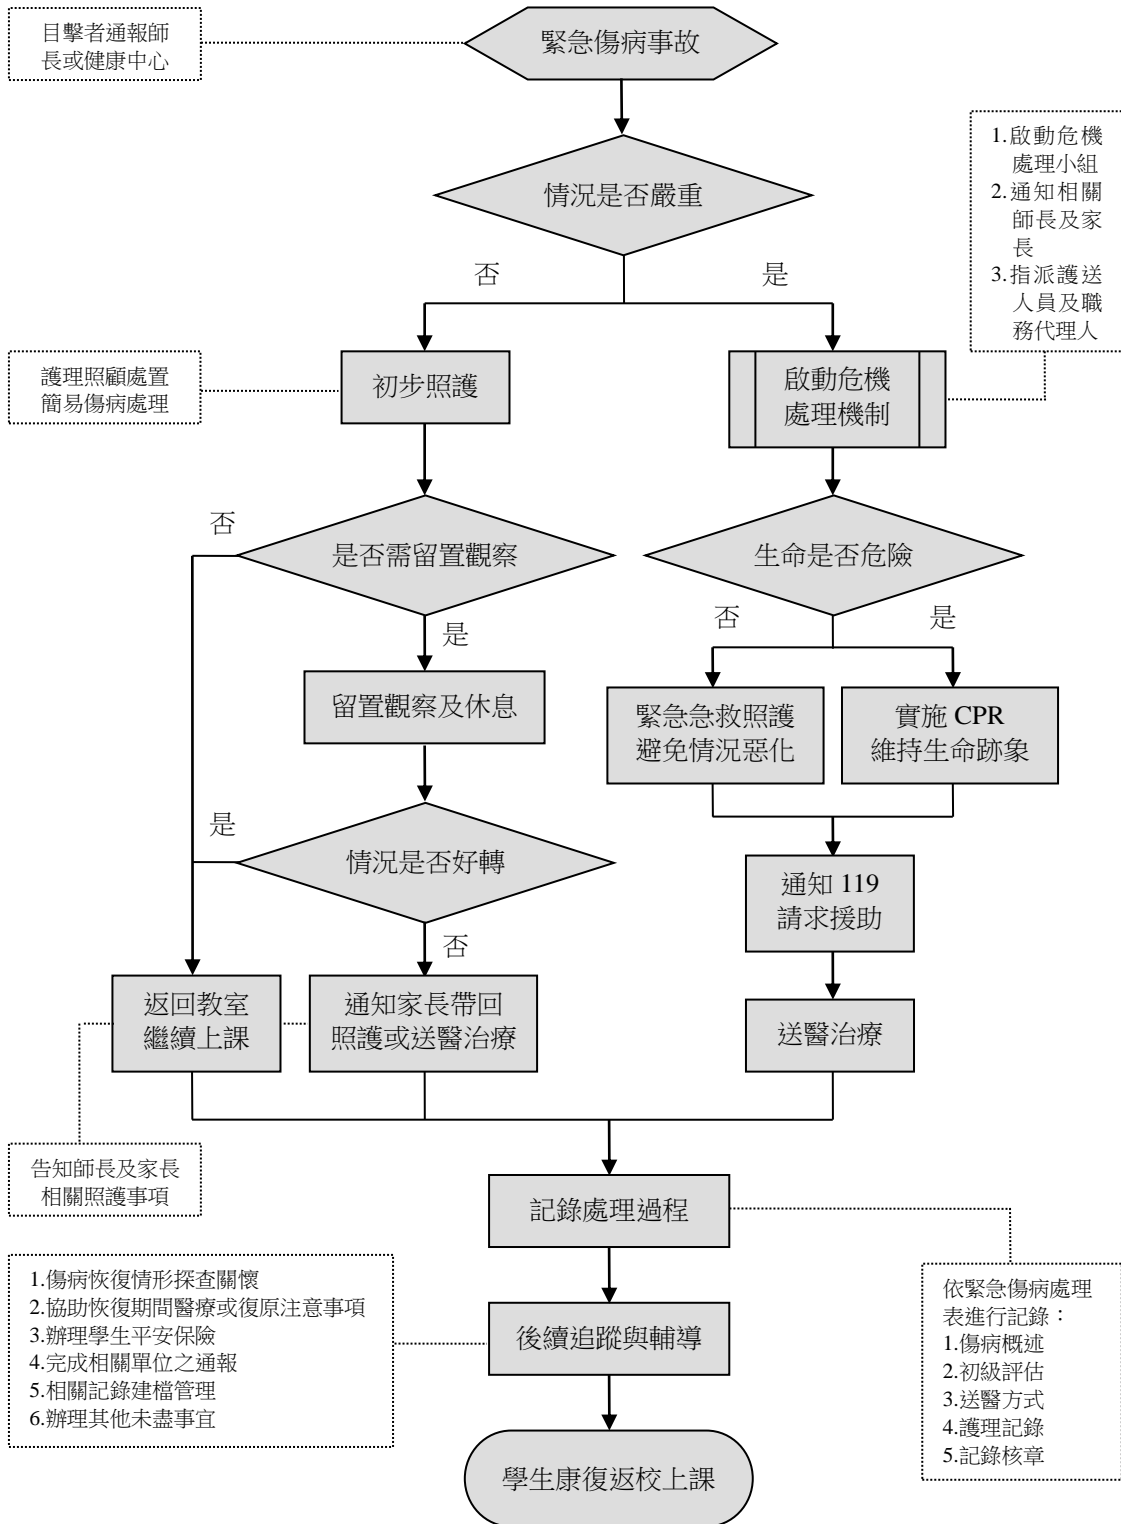 目擊者通報師
長或健康中心
緊急傷病事故
情況是否嚴重
1.啟動危機
處理小組
2.通知相關
師長及家
長
3.指派護送
人員及職
務代理人
否
是
護理照顧處置
簡易傷病處理
初步照護
啟動危機
處理機制
否
是否需留置觀察
生命是否危險
是
否
是
留置觀察及休息
緊急急救照護
避免情況惡化
實施 CPR
維持生命跡象
是
情況是否好轉
通知 119
請求援助
否
返回教室
繼續上課
通知家長帶回
照護或送醫治療
送醫治療
告知師長及家長
相關照護事項
記錄處理過程
1.傷病恢復情形探查關懷
2.協助恢復期間醫療或復原注意事項
3.辦理學生平安保險
4.完成相關單位之通報
5.相關記錄建檔管理
6.辦理其他未盡事宜
後續追蹤與輔導
依緊急傷病處理
表進行記錄：
1.傷病概述
2.初級評估
3.送醫方式
4.護理記錄
5.記錄核章
學生康復返校上課